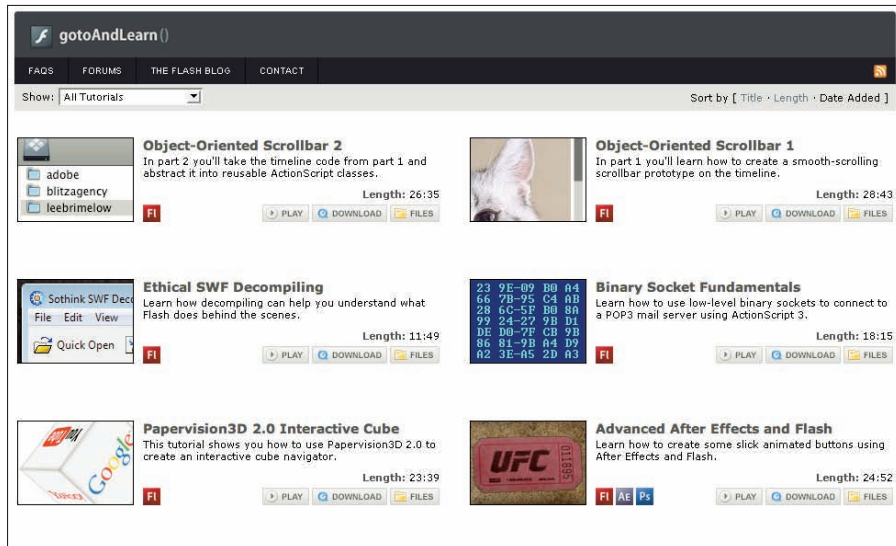 gotoAndLearn()
FAQS FORUMS THE FLASH BLOG CONTACT
Show: All Tutorials
Sort by [ Title · Length · Date Added ]
adobe
blitzagency
leebrimelow
Object-Oriented Scrollbar 2
In part 2 you'll take the timeline code from part 1 and
abstract it into reusable ActionScript classes.
Length: 26:35
Fl PLAY DOWNLOAD FILES
Object-Oriented Scrollbar 1
In part 1 you'll learn how to create a smooth-scrolling
scrollbar prototype on the timeline.
Length: 28:43
Fl PLAY DOWNLOAD FILES
Sothink SWF Deco
File Edit View
Quick Open
Ethical SWF Decompiling
Learn how decompiling can help you understand what
Flash does behind the scenes.
Length: 11:49
Fl PLAY DOWNLOAD FILES
23 9E-09 B0 A4
66 7B-95 C4 AB
28 6C-5F B0 8A
99 24-27 9B D1
DE D0-7F CB 9B
86 81-9B A4 D9
A2 3E-A5 2D A3
Binary Socket Fundamentals
Learn how to use low-level binary sockets to connect to
a POP3 mail server using ActionScript 3.
Length: 18:15
Fl PLAY DOWNLOAD FILES
Google
Papervision3D 2.0 Interactive Cube
This tutorial shows you how to use Papervision3D 2.0 to
create an interactive cube navigator.
Length: 23:39
Fl PLAY DOWNLOAD FILES
UFC
011895
Advanced After Effects and Flash
Learn how to create some slick animated buttons using
After Effects and Flash.
Length: 24:52
Fl AE Ps PLAY DOWNLOAD FILES